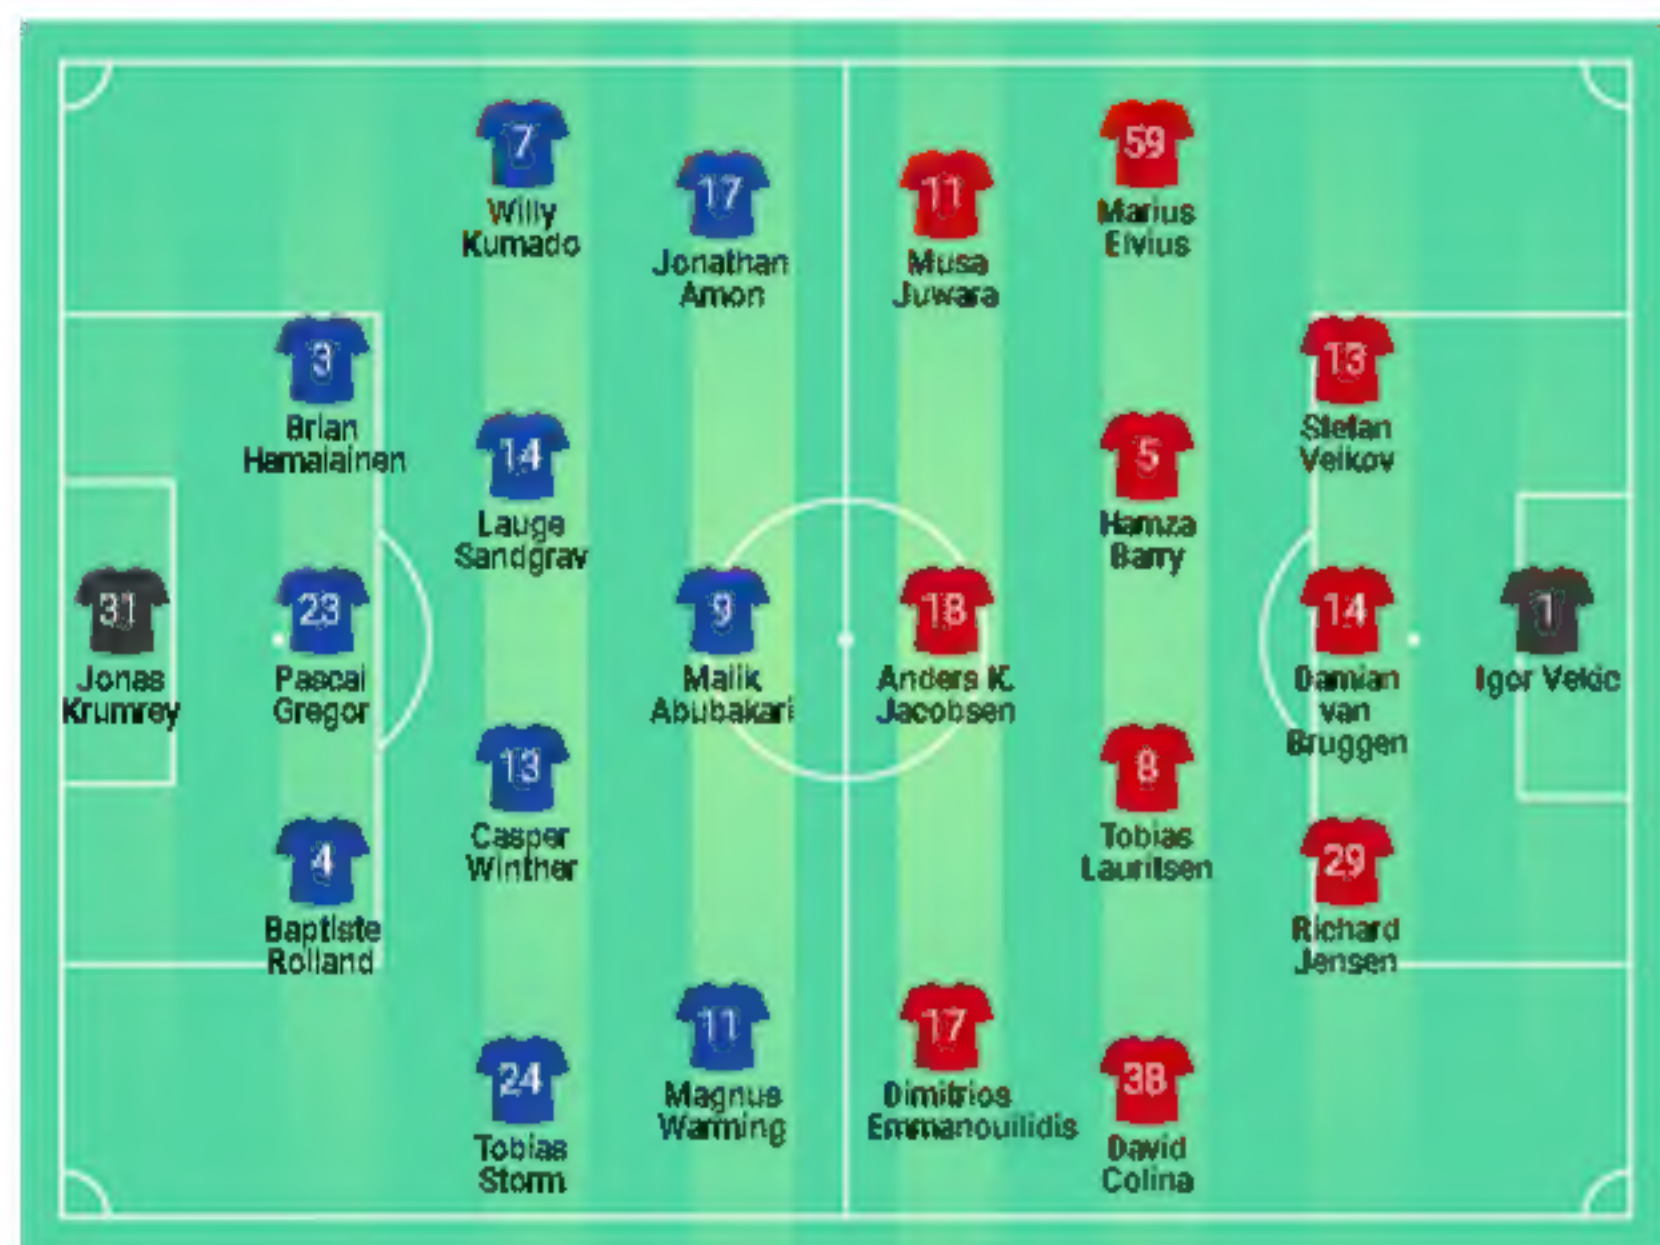 7
Willy
Kumado
17
Jonathan
Amon
11
Musa
Juwara
59
Marius
Elvius
3
Brian
Hamalainen
14
Lauge
Sandgrav
5
Hamza
Barry
13
Stefan
Velkov
31
Jonas
Krumrey
23
Pascal
Gregor
9
Malik
Abubakari
18
Anders K.
Jacobsen
14
Damian
van
Bruggen
1
Igor Vekic
4
Baptiste
Rolland
13
Casper
Winther
8
Tobias
Lauritsen
29
Richard
Jensen
24
Tobias
Storm
11
Magnus
Warming
17
Dimitrios
Emmanouilidis
38
David
Colina